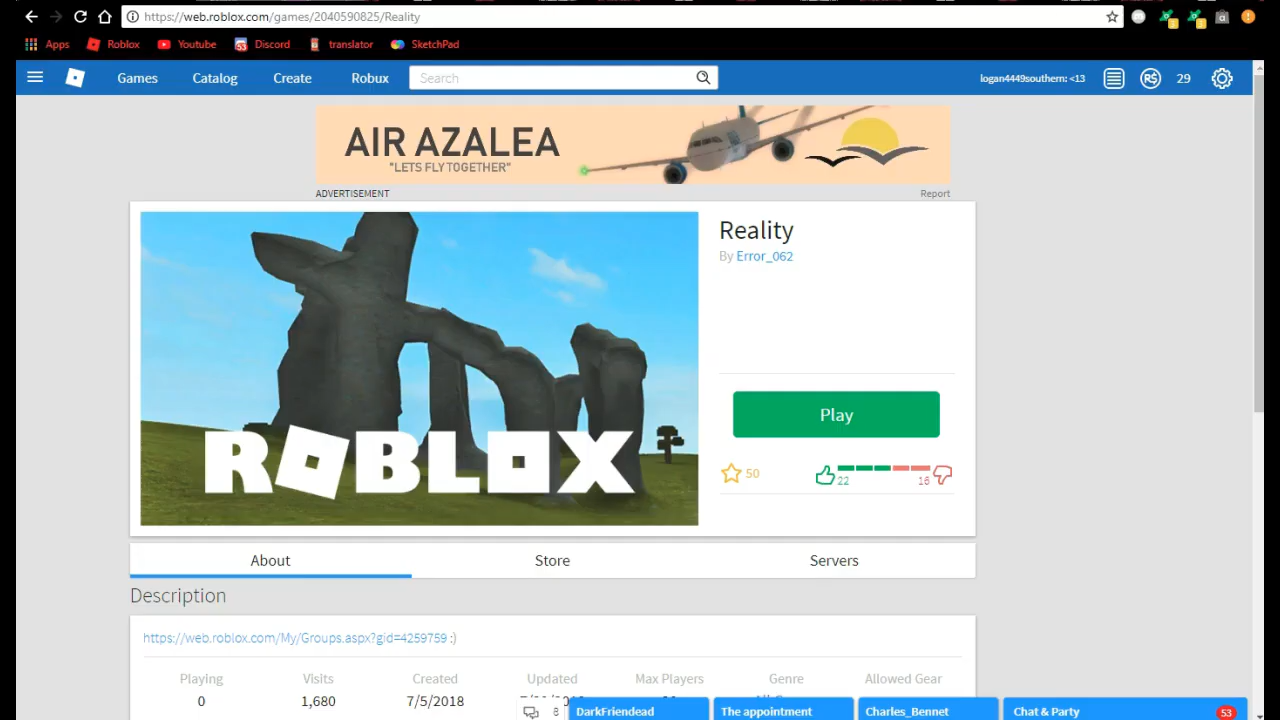 https://web.roblox.com/games/2040590825/Reality
Apps Roblox Youtube Discord translator SketchPad
Games Catalog Create Robux Search logan4449southern: <13 R$ 29
AIR AZALEA
"LETS FLY TOGETHER"
ADVERTISEMENT Report
Reality
By Error_062
ROBLOX
Play
50 22 16
About Store Servers
Description
https://web.roblox.com/My/Groups.aspx?gid=4259759 :)
Playing Visits Created Updated Max Players Genre Allowed Gear
0 1,680 7/5/2018
8 DarkFriendead The appointment Charles_Bennet Chat & Party 53